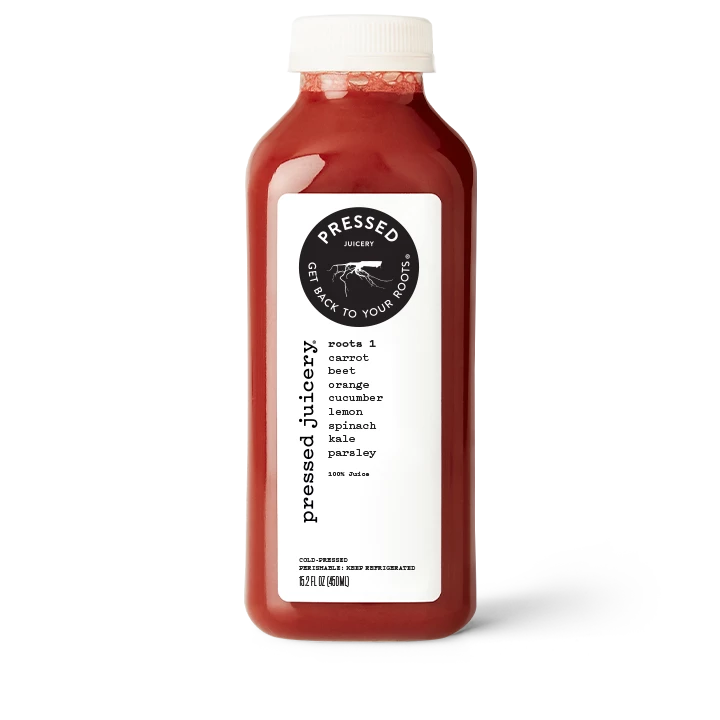 PRESSED
JUICERY
GET BACK TO YOUR ROOTS®
pressed juicery®
roots 1
carrot
beet
orange
cucumber
lemon
spinach
kale
parsley
100% Juice
COLD-PRESSED
PERISHABLE: KEEP REFRIGERATED
15.2 FL OZ (450ML)